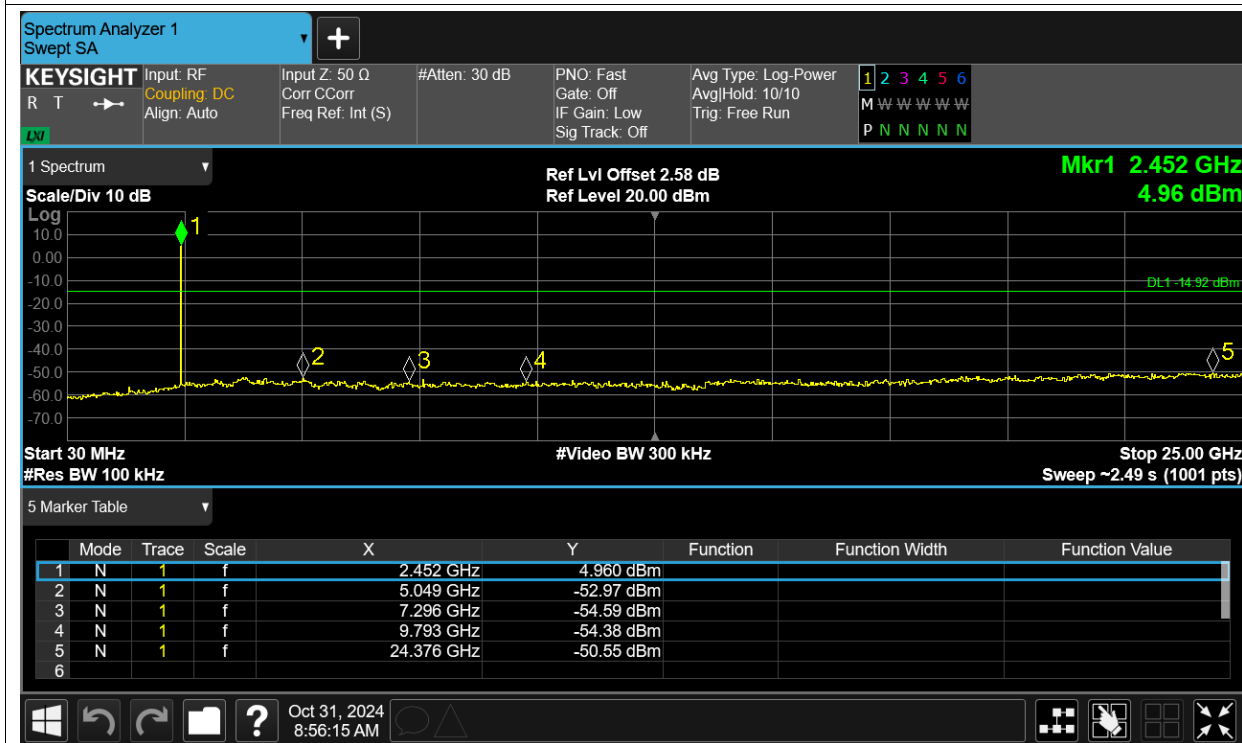 Spectrum Analyzer 1
Swept SA
+
KEYSIGHT
R T
LXI
Input: RF
Coupling: DC
Align: Auto
Input Z: 50 Ω
Corr CCorr
Freq Ref: Int (S)
#Atten: 30 dB
PNO: Fast
Gate: Off
IF Gain: Low
Sig Track: Off
Avg Type: Log-Power
Avg|Hold: 10/10
Trig: Free Run
1 2 3 4 5 6
M W W W W W
P N N N N N
1 Spectrum
Scale/Div 10 dB
Ref Lvl Offset 2.58 dB
Ref Level 20.00 dBm
Mkr1 2.452 GHz
4.96 dBm
Log
10.0
0.00
-10.0
-20.0
-30.0
-40.0
-50.0
-60.0
-70.0
1
2
3
4
5
DL1 -14.92 dBm
Start 30 MHz
#Video BW 300 kHz
Stop 25.00 GHz
#Res BW 100 kHz
Sweep ~2.49 s (1001 pts)
5 Marker Table
Mode Trace Scale X Y Function Function Width Function Value
1 N 1 f 2.452 GHz 4.960 dBm
2 N 1 f 5.049 GHz -52.97 dBm
3 N 1 f 7.296 GHz -54.59 dBm
4 N 1 f 9.793 GHz -54.38 dBm
5 N 1 f 24.376 GHz -50.55 dBm
6
?
Oct 31, 2024
8:56:15 AM